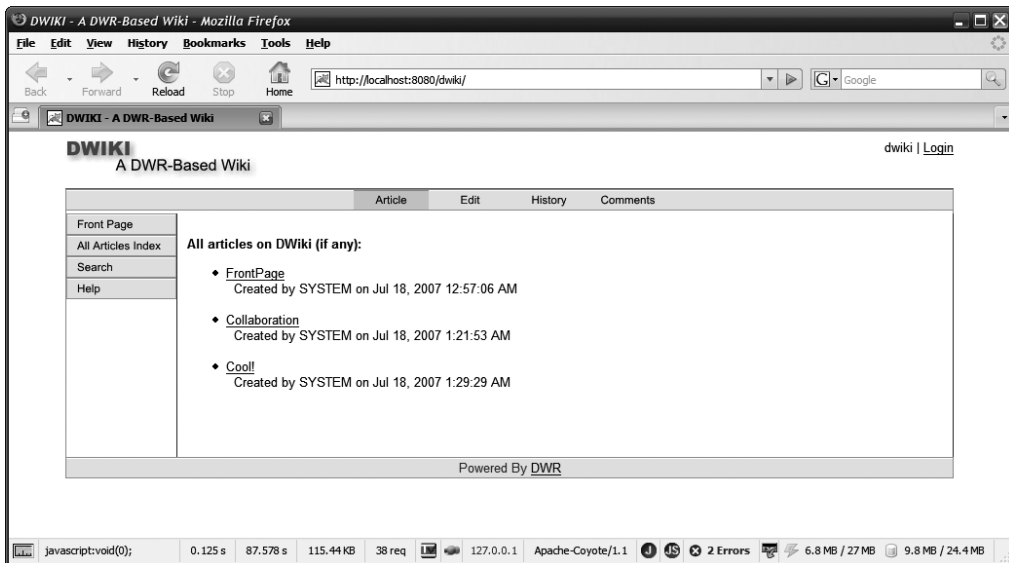 DWIKI - A DWR-Based Wiki - Mozilla Firefox
File Edit View History Bookmarks Tools Help
Back Forward Reload Stop Home http://localhost:8080/dwiki/ G Google
DWIKI - A DWR-Based Wiki
DWIKI
A DWR-Based Wiki
dwiki | Login
Article Edit History Comments
Front Page
All Articles Index
Search
Help
All articles on DWiki (if any):
FrontPage
Created by SYSTEM on Jul 18, 2007 12:57:06 AM
Collaboration
Created by SYSTEM on Jul 18, 2007 1:21:53 AM
Cool!
Created by SYSTEM on Jul 18, 2007 1:29:29 AM
Powered By DWR
javascript:void(0); 0.125 s 87.578 s 115.44 KB 38 req 127.0.0.1 Apache-Coyote/1.1 J JS 2 Errors 6.8 MB / 27 MB 9.8 MB / 24.4 MB